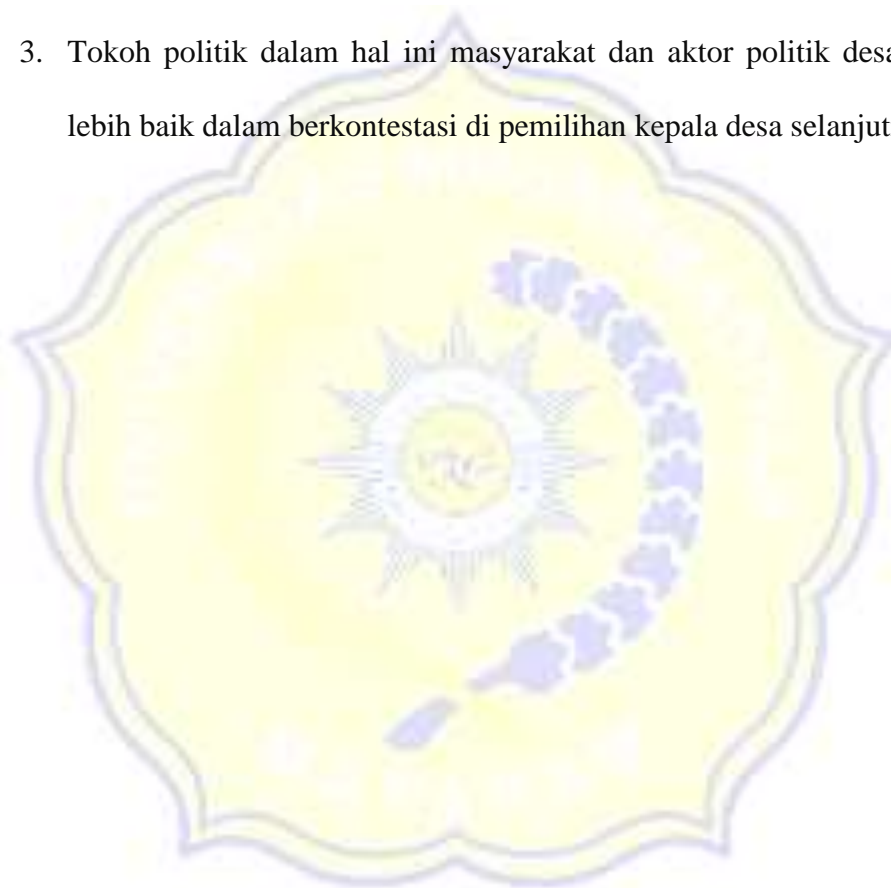 3. Tokoh politik dalam hal ini masyarakat dan aktor politik desa
lebih baik dalam berkontestasi di pemilihan kepala desa selanjut